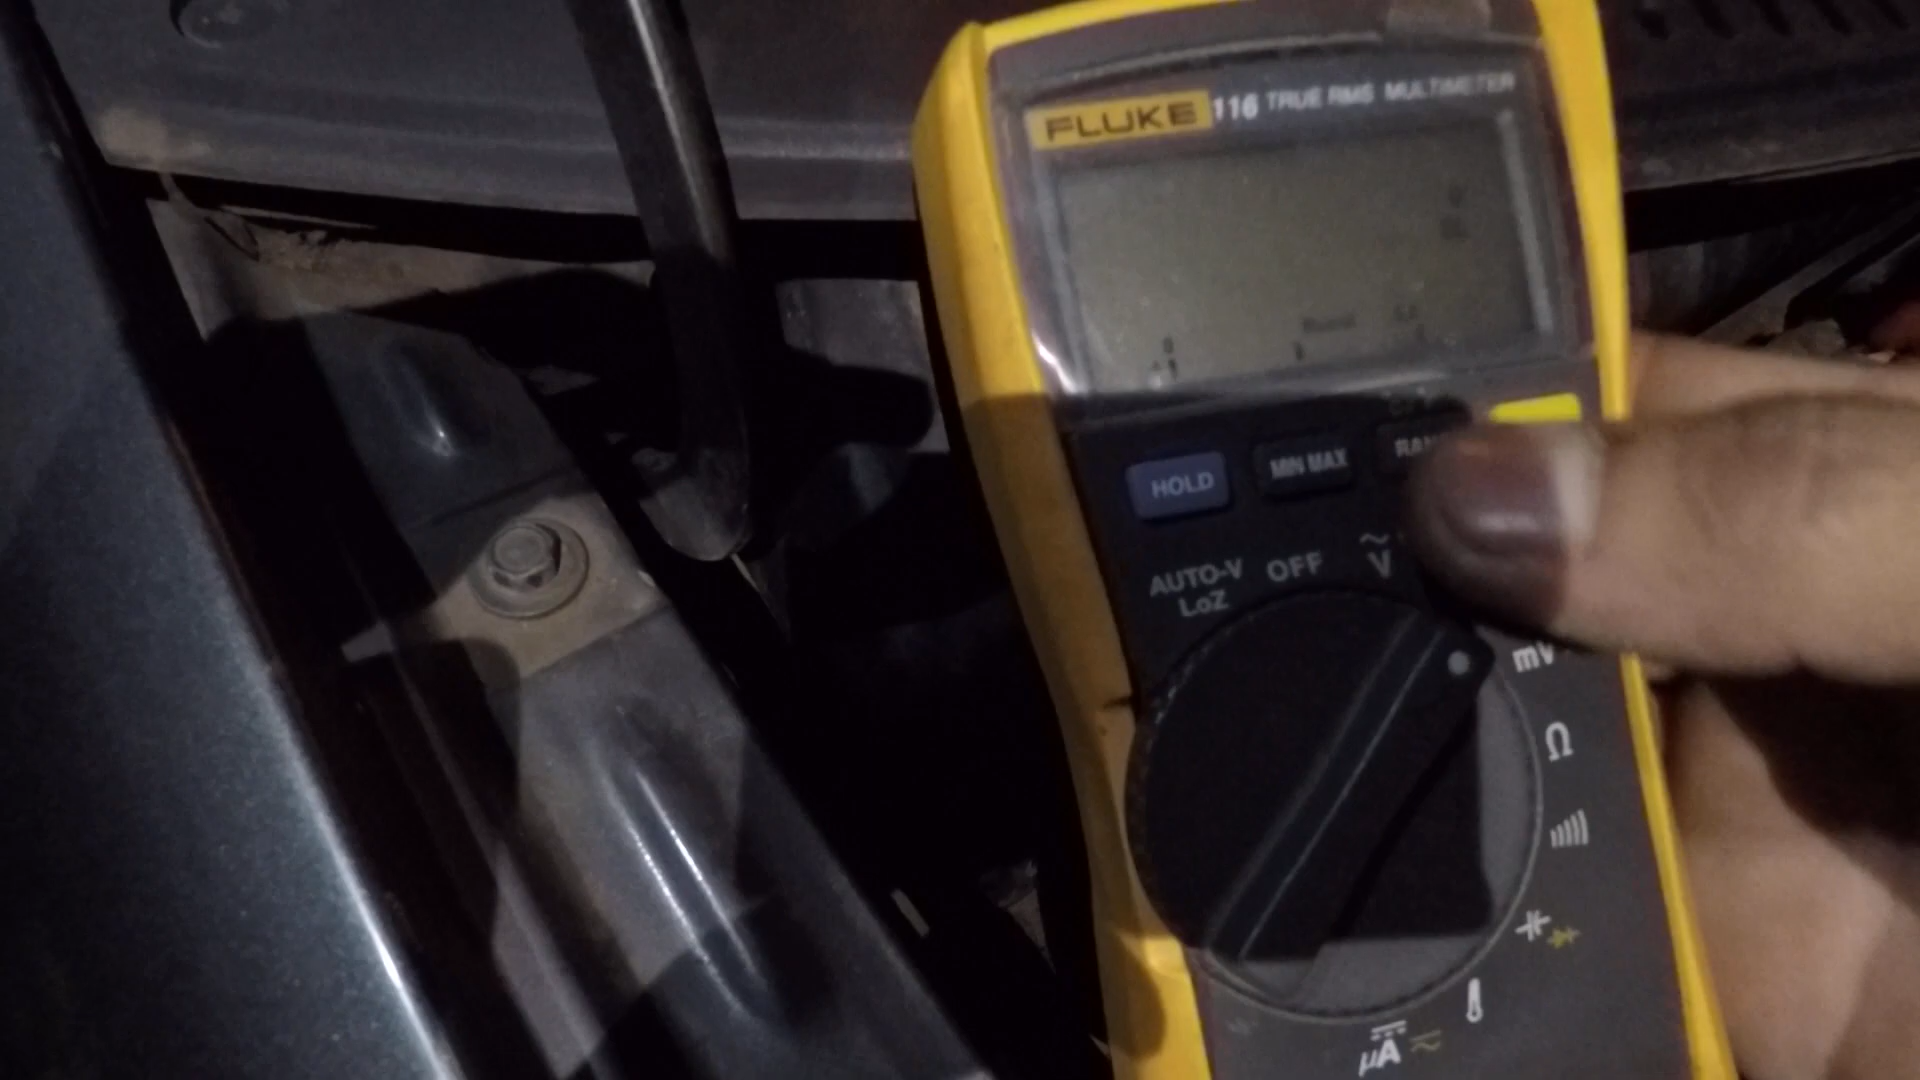 FLUKE 116 TRUE RMS MULTIMETER
HOLD MIN MAX
AUTO-V LoZ
OFF
V
mV
Ω
µA